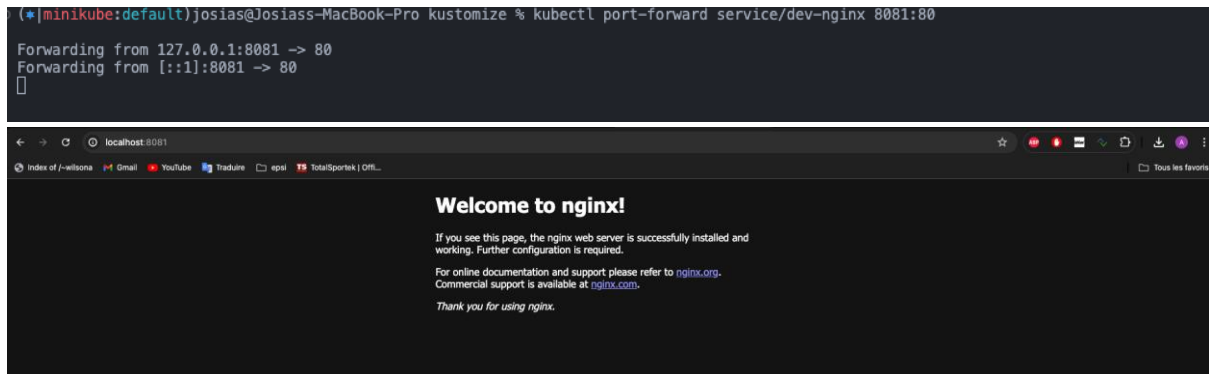 (*|minikube:default)josias@Josiass-MacBook-Pro kustomize % kubectl port-forward service/dev-nginx 8081:80
Forwarding from 127.0.0.1:8081 -> 80
Forwarding from [::1]:8081 -> 80
localhost:8081
Index of /~wilsona Gmail YouTube Traduire epsi TotalSportek | Offi... Tous les favoris
Welcome to nginx!
If you see this page, the nginx web server is successfully installed and
working. Further configuration is required.
For online documentation and support please refer to nginx.org.
Commercial support is available at nginx.com.
Thank you for using nginx.